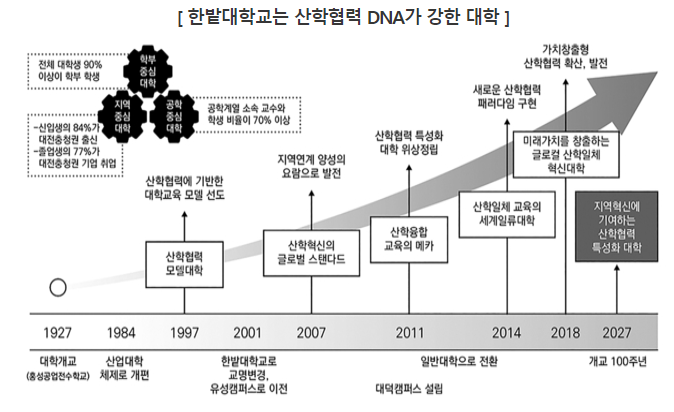 [ 한밭대학교는 산학협력 DNA가 강한 대학 ]
전체 대학생 90%
이상이 학부 학생
학부
중심
대학
지역
중심
대학
공학
중심
대학
공학계열 소속 교수와
학생 비율이 70% 이상
–신입생의 84%가
대전충청권 출신
–졸업생의 77%가
대전충청권 기업 취업
산학협력에 기반한
대학교육 모델 선도
지역연계 양성의
요람으로 발전
산학협력 특성화
대학 위상정립
새로운 산학협력
패러다임 구현
가치창출형
산학협력 확산, 발전
산학협력
모델대학
산학혁신의
글로벌 스탠다드
산학융합
교육의 메카
산학일체 교육의
세계일류대학
미래가치를 창출하는
글로컬 산학일체
혁신대학
지역혁신에
기여하는
산학협력
특성화 대학
1927
1984
1997
2001
2007
2011
2014
2018
2027
대학개교
(홍성공업전수학교)
산업대학
체제로 개편
한밭대학교로
교명변경,
유성캠퍼스로 이전
대덕캠퍼스 설립
일반대학으로 전환
개교 100주년